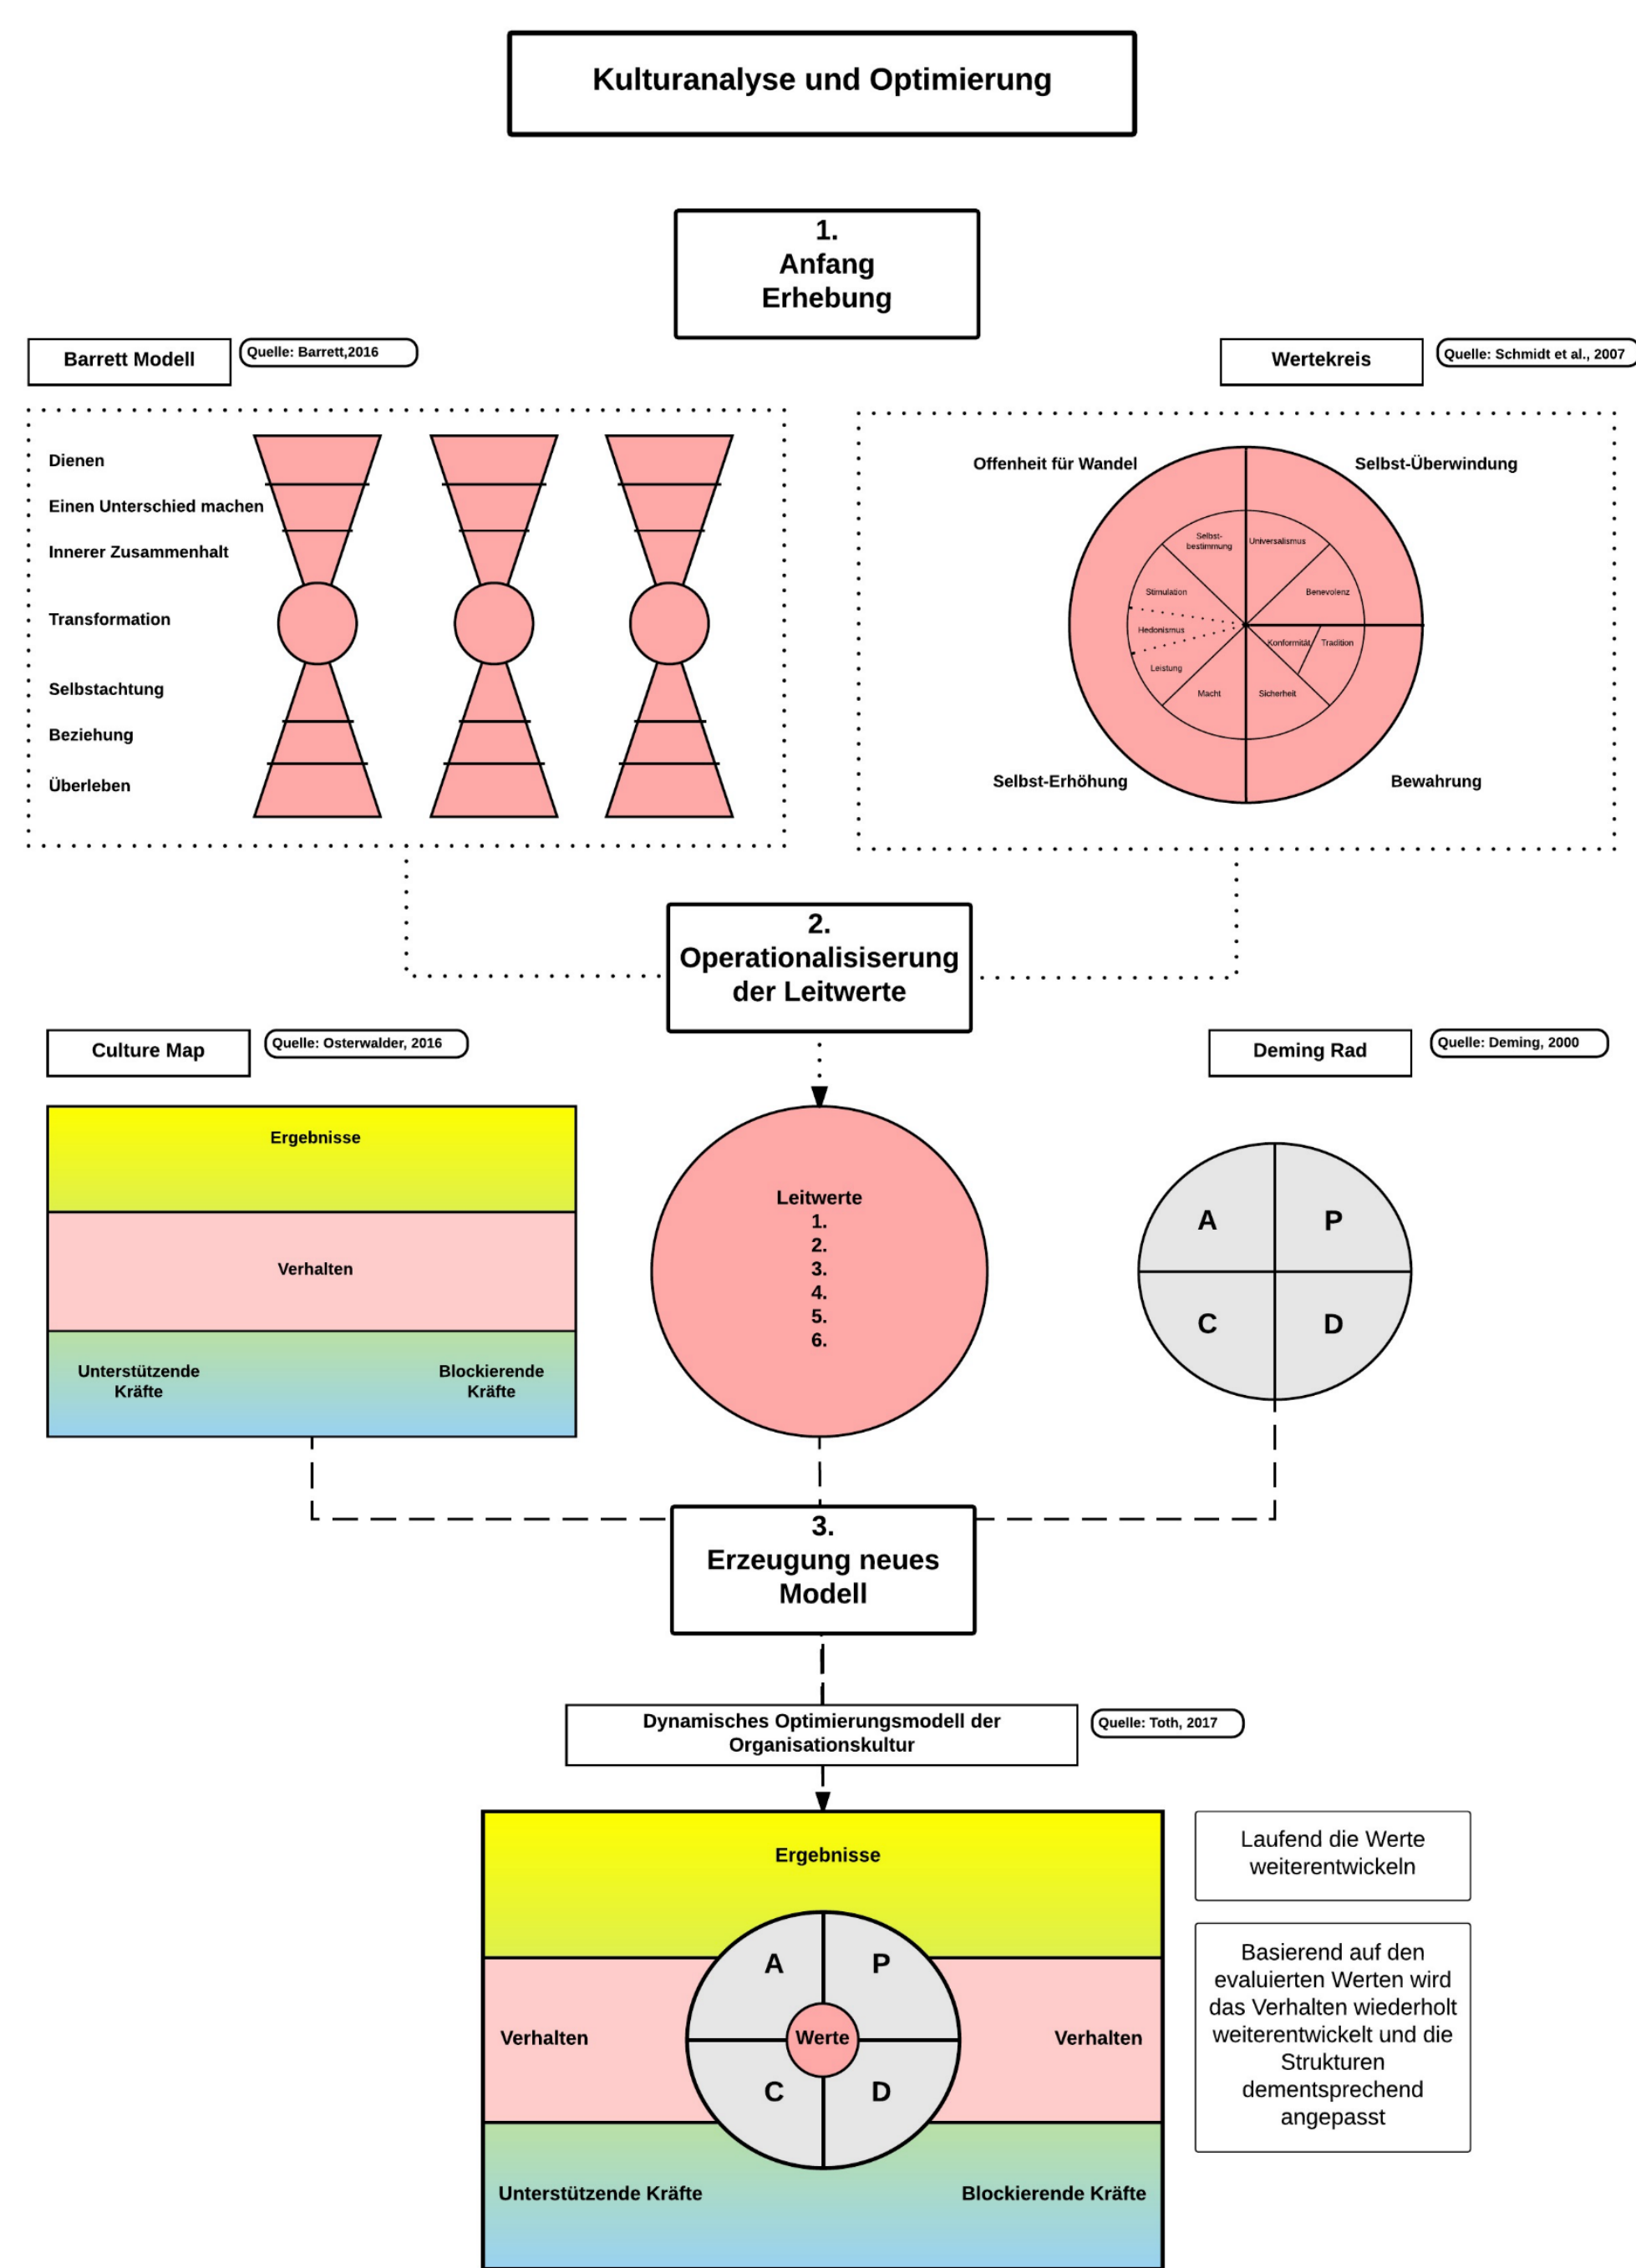 Kulturanalyse und Optimierung
1.
Anfang
Erhebung
Barrett Modell
Quelle: Barrett,2016
Wertekreis
Quelle: Schmidt et al., 2007
Dienen
Einen Unterschied machen
Innerer Zusammenhalt
Transformation
Selbstachtung
Beziehung
Überleben
Offenheit für Wandel
Selbst-Überwindung
Selbst-
bestimmung
Universalismus
Stimulation
Benevolenz
Hedonismus
Konformität
Tradition
Leistung
Macht
Sicherheit
Selbst-Erhöhung
Bewahrung
2.
Operationalisiserung
der Leitwerte
Culture Map
Quelle: Osterwalder, 2016
Deming Rad
Quelle: Deming, 2000
Ergebnisse
Verhalten
Unterstützende
Kräfte
Blockierende
Kräfte
Leitwerte
1.
2.
3.
4.
5.
6.
A
P
C
D
3.
Erzeugung neues
Modell
Dynamisches Optimierungsmodell der
Organisationskultur
Quelle: Toth, 2017
Ergebnisse
A
P
Verhalten
Werte
Verhalten
C
D
Unterstützende Kräfte
Blockierende Kräfte
Laufend die Werte
weiterentwickeln
Basierend auf den
evaluierten Werten wird
das Verhalten wiederholt
weiterentwickelt und die
Strukturen
dementsprechend
angepasst